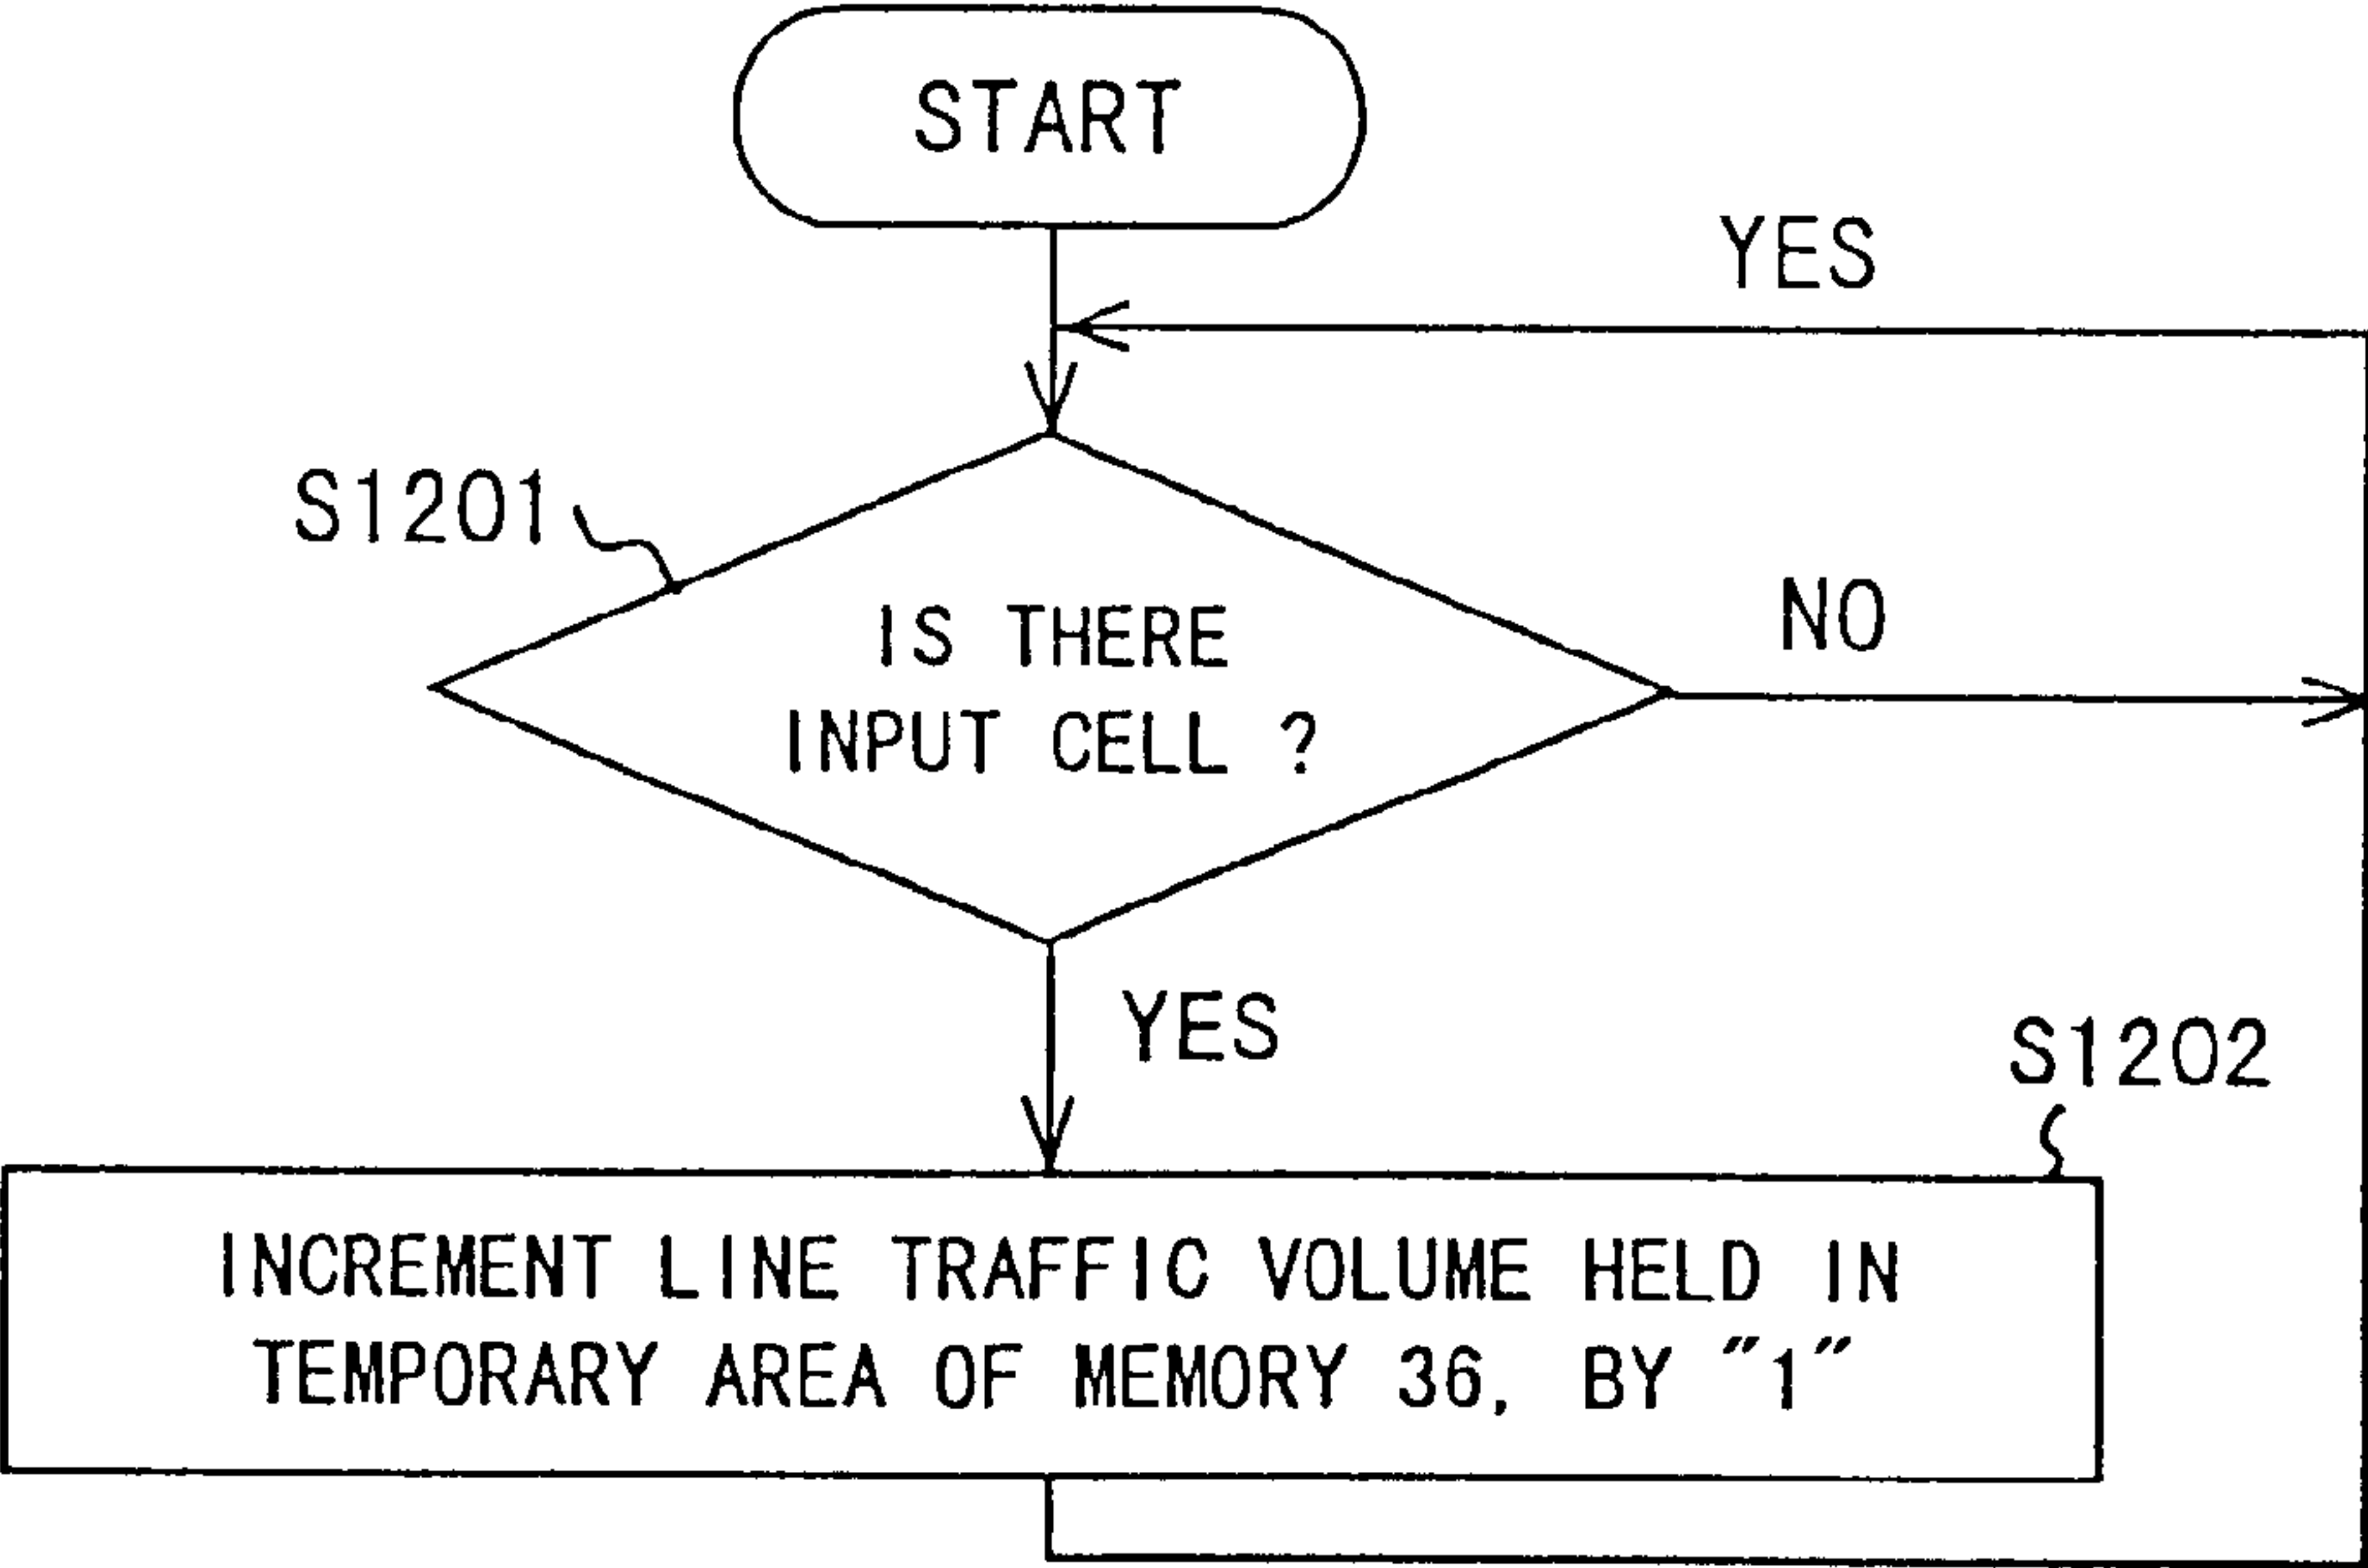 START
YES
S1201
IS THERE
INPUT CELL ?
NO
YES
S1202
INCREMENT LINE TRAFFIC VOLUME HELD IN
TEMPORARY AREA OF MEMORY 36, BY "1"